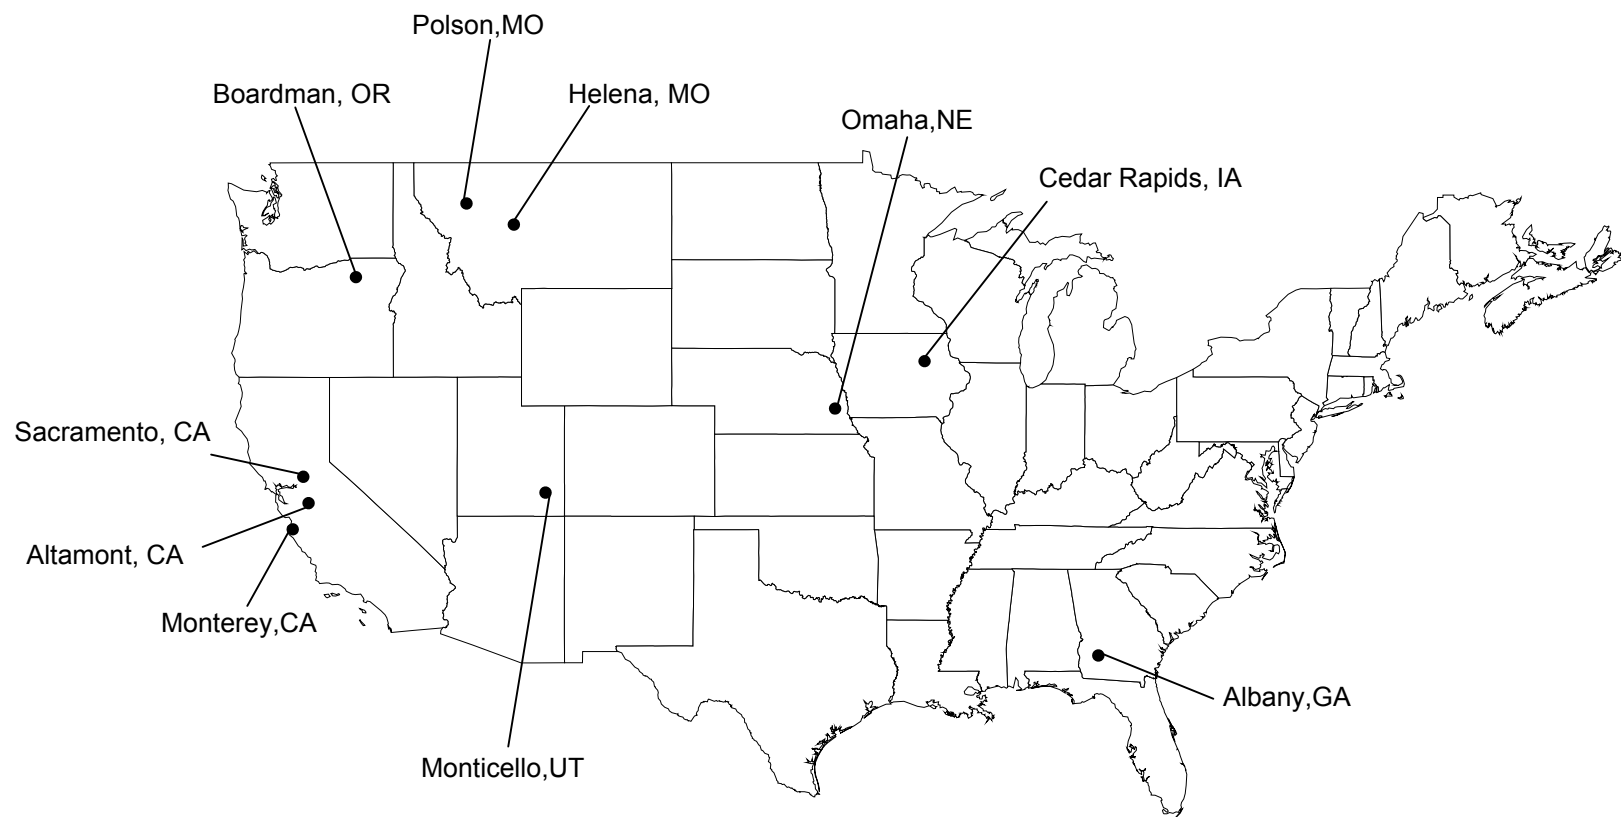 Polson,MO
Boardman, OR
Helena, MO
Omaha,NE
Cedar Rapids, IA
Sacramento, CA
Altamont, CA
Monterey,CA
Albany,GA
Monticello,UT